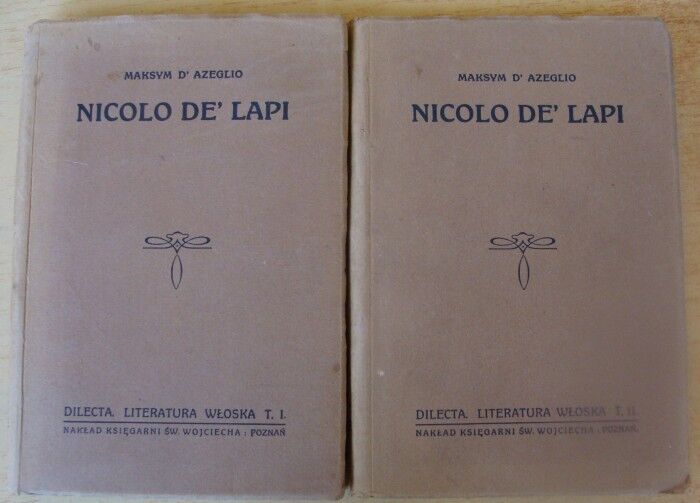 MAKSYM D' AZEGLIO
NICOLO DE' LAPI
DILECTA. LITERATURA WŁOSKA T. I.
NAKŁAD KSIĘGARNI ŚW. WOJCIECHA : POZNAŃ
MAKSYM D' AZEGLIO
NICOLO DE' LAPI
DILECTA. LITERATURA WŁOSKA T. II.
NAKŁAD KSIĘGARNI ŚW. WOJCIECHA : POZNAŃ.